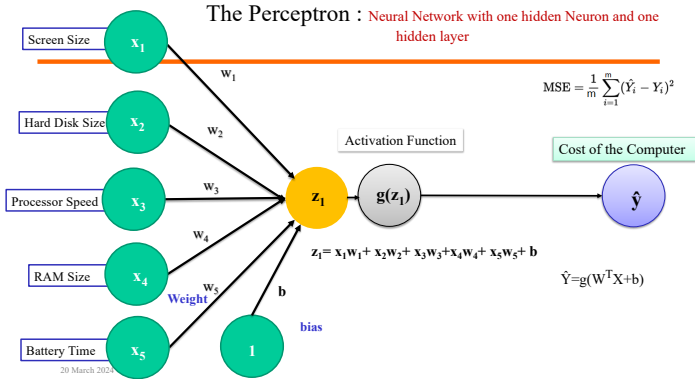 The Perceptron : Neural Network with one hidden Neuron and one
hidden layer
Screen Size
x₁
w₁
MSE = 1/m ∑ᵢ₌₁ᵐ (Ŷᵢ − Yᵢ)²
Hard Disk Size
x₂
w₂
Activation Function
Cost of the Computer
Processor Speed
x₃
w₃
z₁
g(z₁)
ŷ
w₄
z₁= x₁w₁+ x₂w₂+ x₃w₃+x₄w₄+ x₅w₅+ b
RAM Size
x₄
Ŷ=g(WᵀX+b)
w₅
Weight
b
bias
Battery Time
x₅
1
20 March 2024